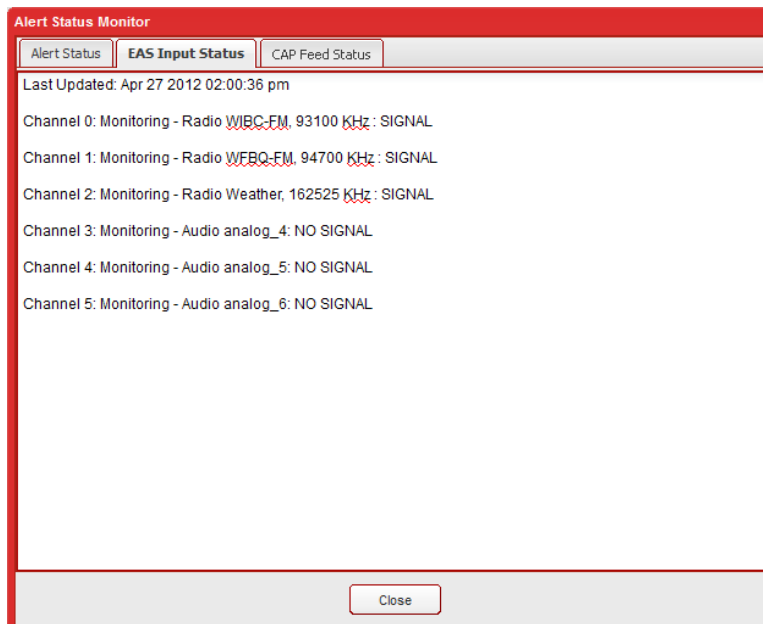 Alert Status Monitor
Alert Status EAS Input Status CAP Feed Status
Last Updated: Apr 27 2012 02:00:36 pm
Channel 0: Monitoring - Radio WIBC-FM, 93100 KHz : SIGNAL
Channel 1: Monitoring - Radio WFBQ-FM, 94700 KHz : SIGNAL
Channel 2: Monitoring - Radio Weather, 162525 KHz : SIGNAL
Channel 3: Monitoring - Audio analog_4: NO SIGNAL
Channel 4: Monitoring - Audio analog_5: NO SIGNAL
Channel 5: Monitoring - Audio analog_6: NO SIGNAL
Close